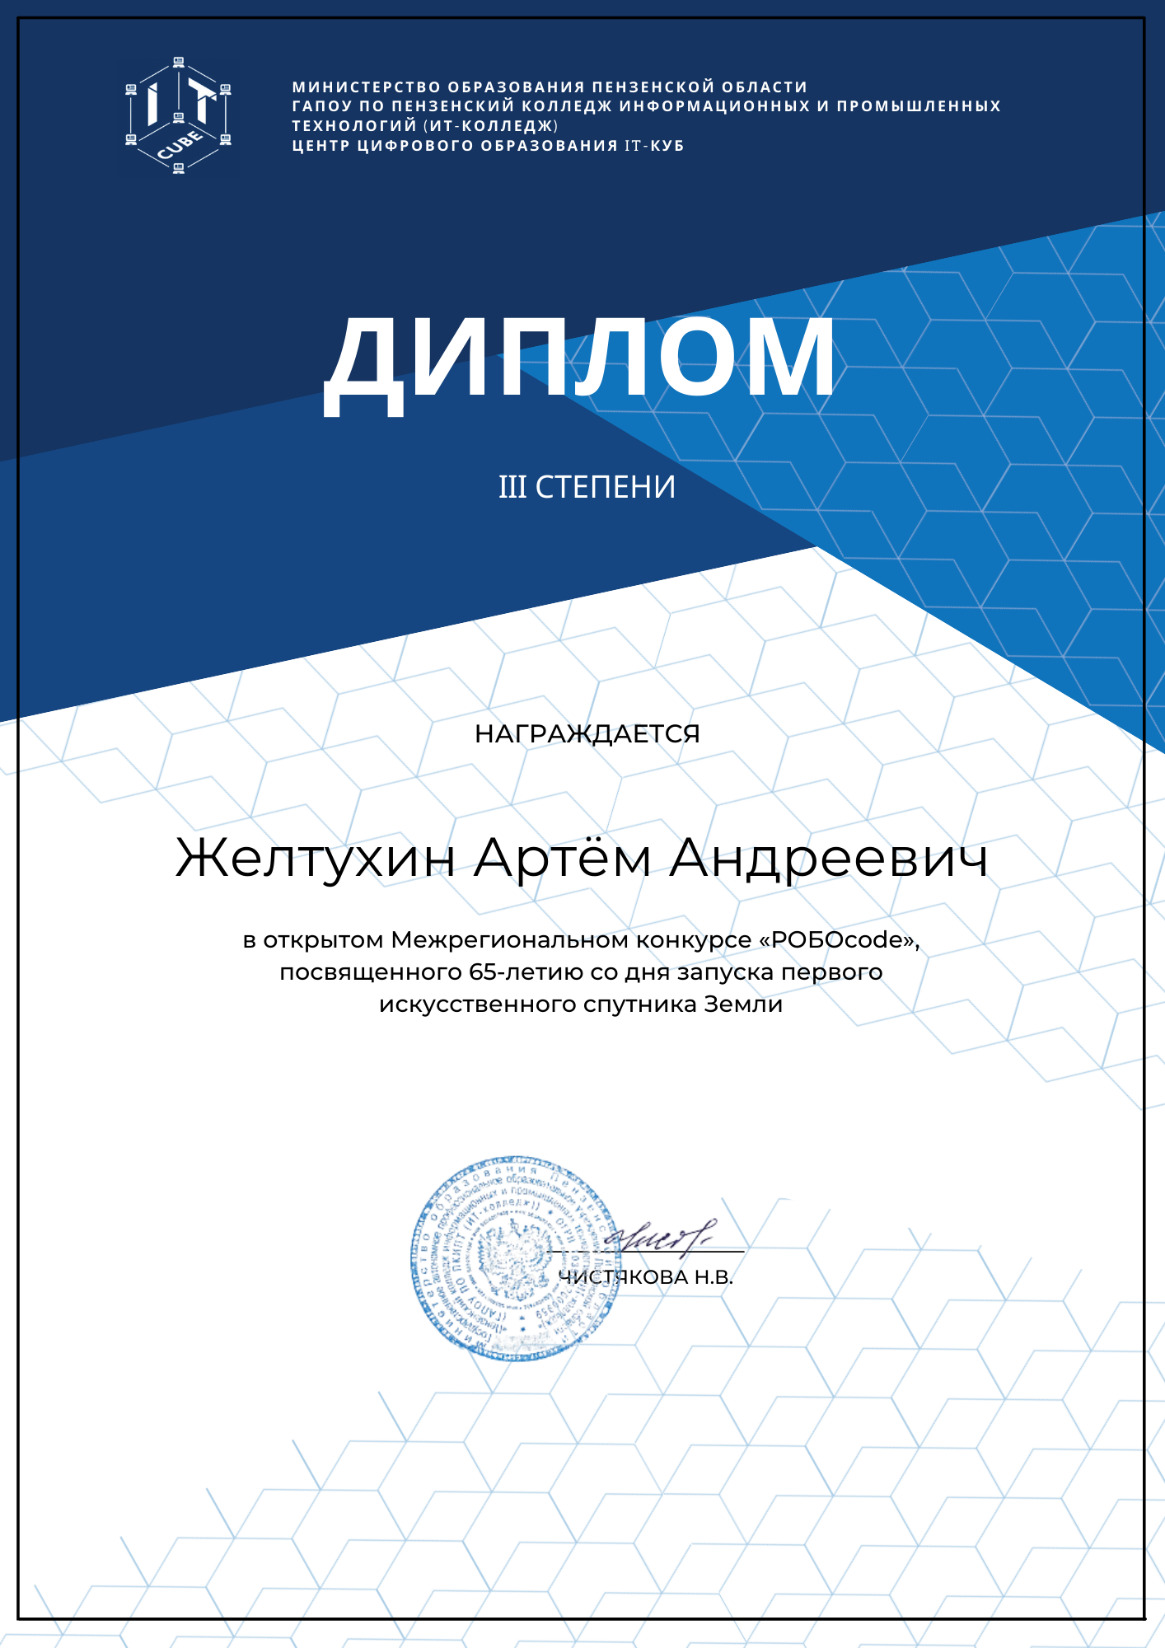 IT
CUBE
МИНИСТЕРСТВО ОБРАЗОВАНИЯ ПЕНЗЕНСКОЙ ОБЛАСТИ
ГАПОУ ПО ПЕНЗЕНСКИЙ КОЛЛЕДЖ ИНФОРМАЦИОННЫХ И ПРОМЫШЛЕННЫХ
ТЕХНОЛОГИЙ (ИТ-КОЛЛЕДЖ)
ЦЕНТР ЦИФРОВОГО ОБРАЗОВАНИЯ IT-КУБ
ДИПЛОМ
III СТЕПЕНИ
НАГРАЖДАЕТСЯ
Желтухин Артём Андреевич
в открытом Межрегиональном конкурсе «РОБОcode»,
посвященного 65-летию со дня запуска первого
искусственного спутника Земли
ЧИСТЯКОВА Н.В.